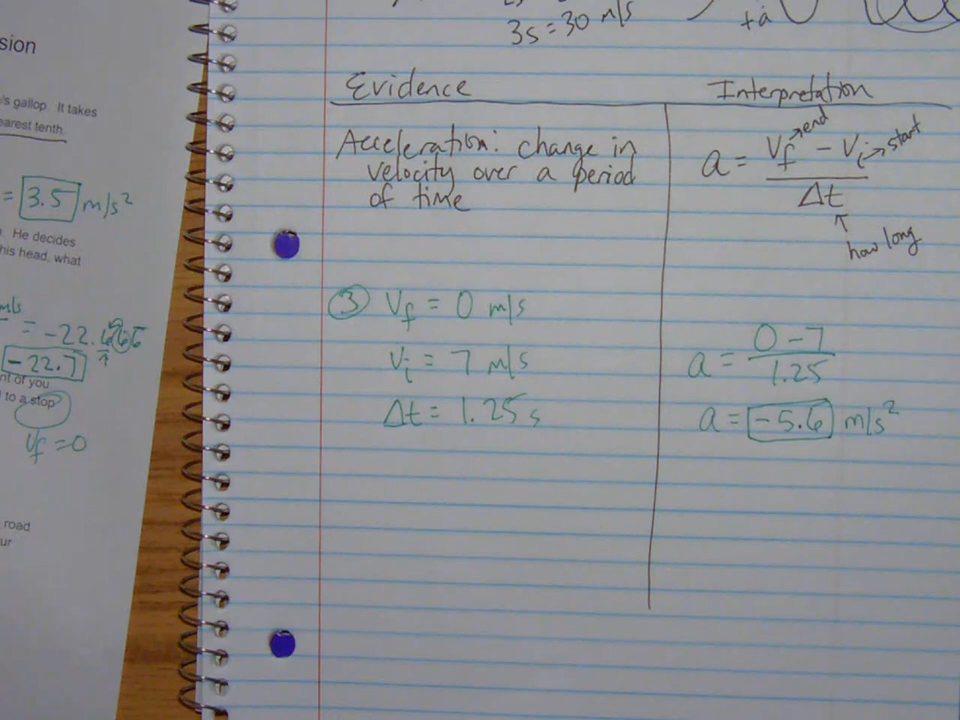 sion
's gallop. It takes
earest tenth.
= 3.5 m/s²
. He decides
his head, what
m/s
= -22.666
-22.7
nt of you
d to a stop
Vf = 0
road
ur
3s = 30 m/s
+a
Evidence
Interpretation
Acceleration: change in
velocity over a period
of time
a = Vf → end - Vi → start
Δt
↑
how long
③ Vf = 0 m/s
Vi = 7 m/s
Δt = 1.25 s
a = 0 - 7
1.25
a = -5.6 m/s²